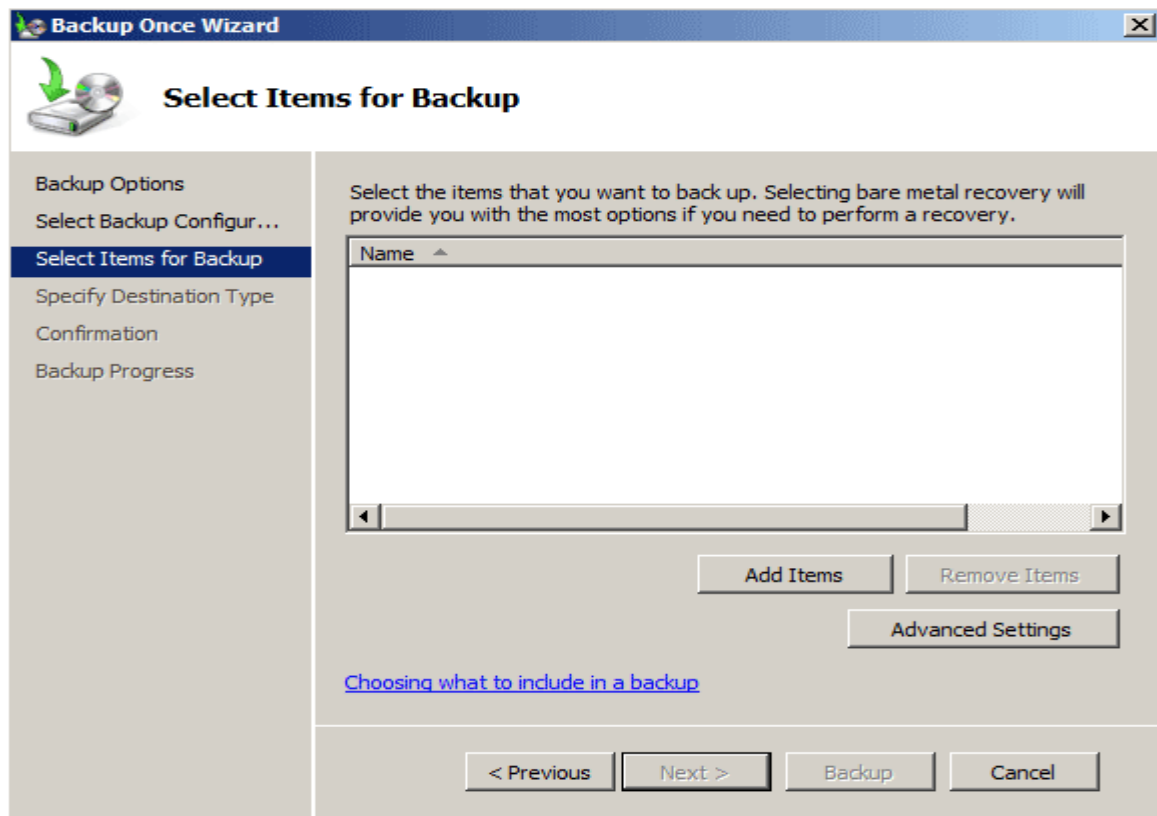 Backup Once Wizard
Select Items for Backup
Backup Options
Select Backup Configur...
Select Items for Backup
Specify Destination Type
Confirmation
Backup Progress
Select the items that you want to back up. Selecting bare metal recovery will
provide you with the most options if you need to perform a recovery.
Name
Add Items
Remove Items
Advanced Settings
Choosing what to include in a backup
< Previous
Next >
Backup
Cancel